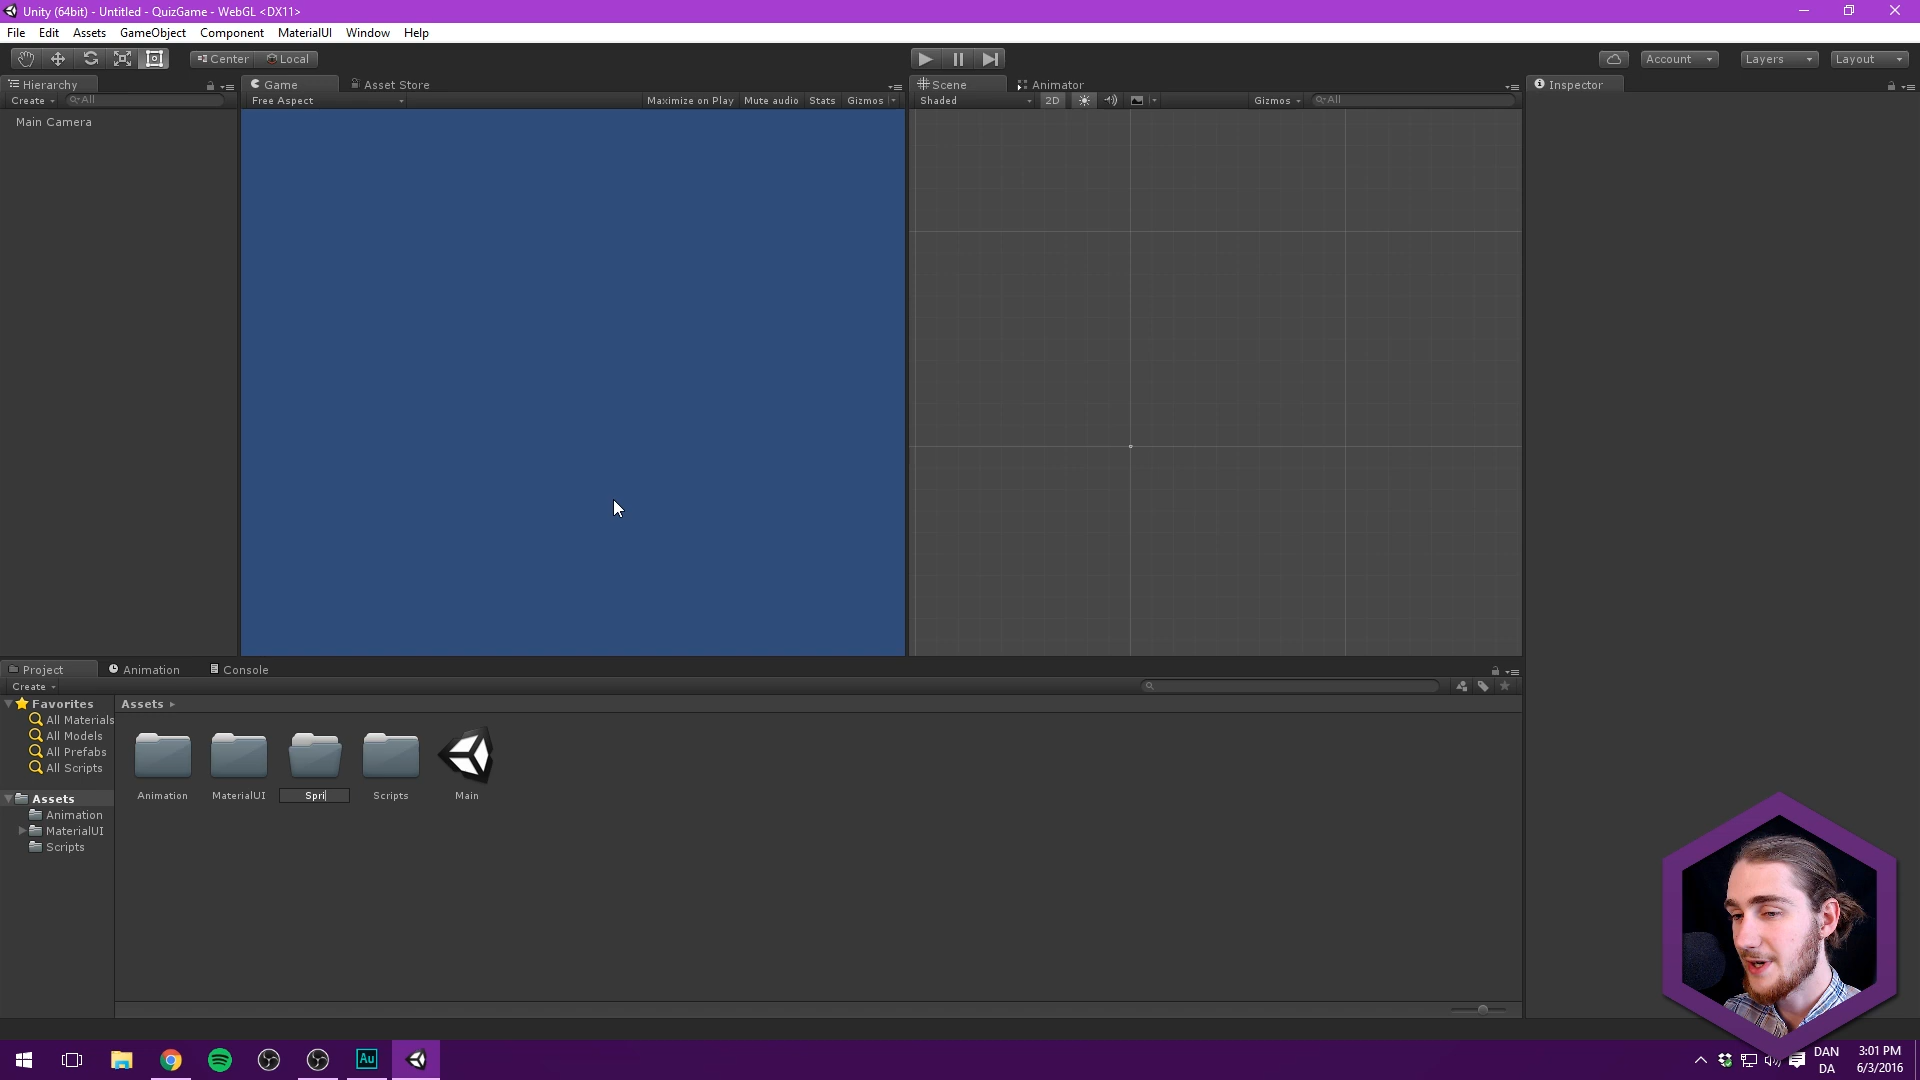 Unity (64bit) - Untitled - QuizGame - WebGL <DX11>
File Edit Assets GameObject Component MaterialUI Window Help
Center Local Account Layers Layout
Hierarchy Game Asset Store Scene Animator Inspector
Create All Free Aspect Maximize on Play Mute audio Stats Gizmos Shaded 2D Gizmos All
Main Camera
Project Animation Console
Create
Favorites
All Materials
All Models
All Prefabs
All Scripts
Assets
Animation
MaterialUI
Scripts
Assets
Animation MaterialUI Spri Scripts Main
Au
DAN
DA
3:01 PM
6/3/2016